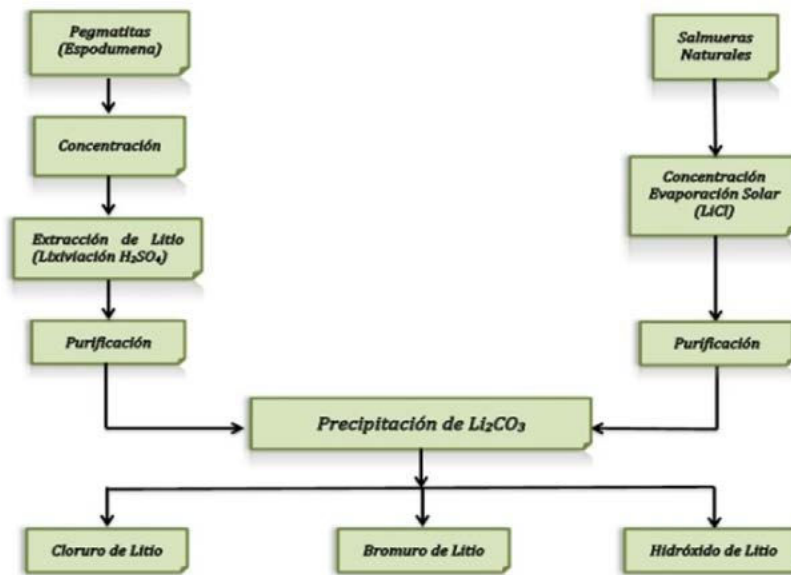 Pegmatitas
(Espodumena)
Concentración
Extracción de Litio
(Lixiviación H₂SO₄)
Purificación
Salmueras
Naturales
Concentración
Evaporación Solar
(LiCl)
Purificación
Precipitación de Li₂CO₃
Cloruro de Litio
Bromuro de Litio
Hidróxido de Litio